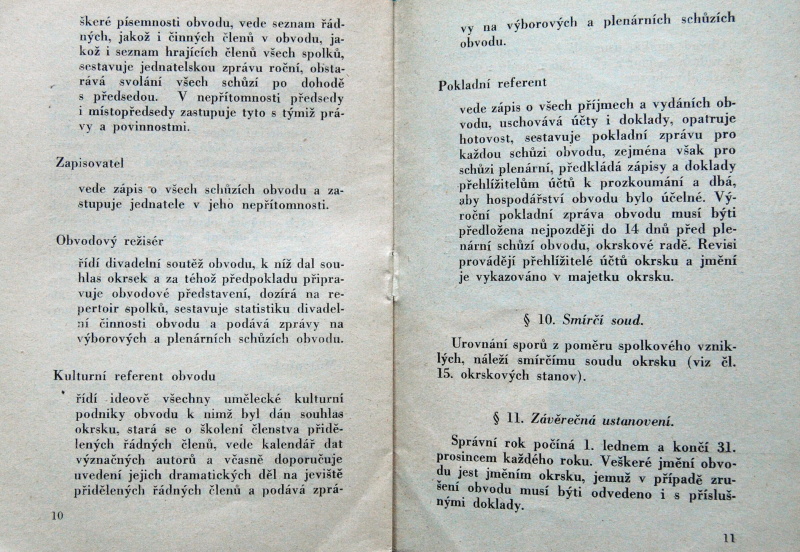 škeré písemnosti obvodu, vede seznam řád-
ných, jakož i činných členů v obvodu, ja-
kož i seznam hrajících členů všech spolků,
sestavuje jednatelskou zprávu roční, obsta-
rává svolání všech schůzí po dohodě
s předsedou. V nepřítomnosti předsedy
i místopředsedy zastupuje tyto s týmiž prá-
vy a povinnostmi.
Zapisovatel
vede zápis o všech schůzích obvodu a za-
stupuje jednatele v jeho nepřítomnosti.
Obvodový režisér
řídí divadelní soutěž obvodu, k níž dal sou-
hlas okrsek a za téhož předpokladu připra-
vuje obvodové představení, dozírá na re-
pertoir spolků, sestavuje statistiku divadel-
ní činnosti obvodu a podává zprávy na
výborových a plenárních schůzích obvodu.
Kulturní referent obvodu
řídí ideově všechny umělecké kulturní
podniky obvodu k nimž byl dán souhlas
okrsku, stará se o školení členstva přidě-
lených řádných členů, vede kalendář dat
význačných autorů a včasně doporučuje
uvedení jejich dramatických děl na jeviště
přidělených řádných členů a podává zprá-
10
vy na výborových a plenárních schůzích
obvodu.
Pokladní referent
vede zápis o všech příjmech a vydáních ob-
vodu, uschovává účty i doklady, opatruje
hotovost, sestavuje pokladní zprávu pro
každou schůzi obvodu, zejména však pro
schůzi plenární, předkládá zápisy a doklady
přehlížitelům účtů k prozkoumání a dbá,
aby hospodářství obvodu bylo účelné. Vý-
roční pokladní zpráva obvodu musí býti
předložena nejpozději do 14 dnů před ple-
nární schůzí obvodu, okrskové radě. Revisi
provádějí přehlížitelé účtů okrsku a jmění
je vykazováno v majetku okrsku.
§ 10. Smírčí soud.
Urovnání sporů z poměru spolkového vznik-
lých, náleží smírčímu soudu okrsku (viz čl.
15. okrskových stanov).
§ 11. Závěrečná ustanovení.
Správní rok počíná 1. lednem a končí 31.
prosincem každého roku. Veškeré jmění obvo-
du jest jměním okrsku, jemuž v případě zru-
šení obvodu musí býti odvedeno i s přísluš-
nými doklady.
11